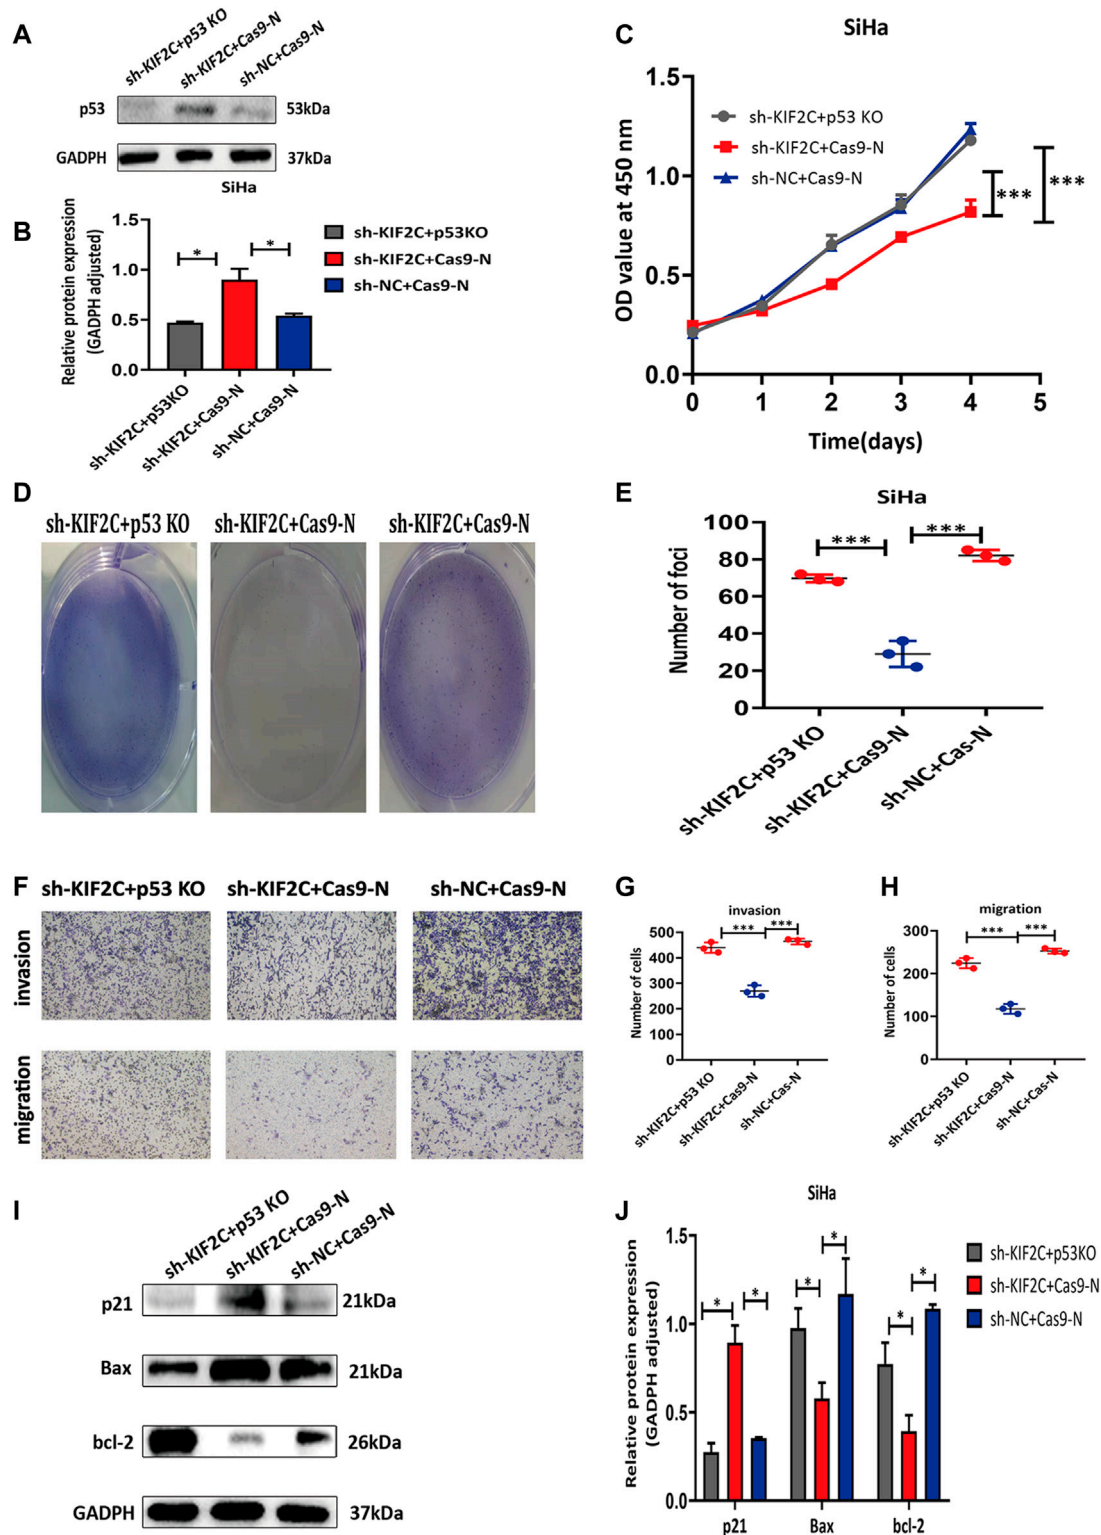 A
sh-KIF2C+p53 KO
sh-KIF2C+Cas9-N
sh-NC+Cas9-N
p53
53kDa
GADPH
37kDa
SiHa
B
Relative protein expression
(GADPH adjusted)
1.5
1.0
0.5
0.0
*
*
sh-KIF2C+p53KO
sh-KIF2C+Cas9-N
sh-NC+Cas9-N
sh-KIF2C+p53KO
sh-KIF2C+Cas9-N
sh-NC+Cas9-N
C
SiHa
OD value at 450 nm
1.5
1.0
0.5
0.0
sh-KIF2C+p53 KO
sh-KIF2C+Cas9-N
sh-NC+Cas9-N
***
***
0 1 2 3 4 5
Time(days)
D
sh-KIF2C+p53 KO sh-KIF2C+Cas9-N sh-KIF2C+Cas9-N
E
SiHa
Number of foci
100
80
60
40
20
0
***
***
sh-KIF2C+p53 KO
sh-KIF2C+Cas9-N
sh-NC+Cas-N
F
sh-KIF2C+p53 KO sh-KIF2C+Cas9-N sh-NC+Cas9-N
invasion
migration
G
invasion
Number of cells
500
400
300
200
100
0
***
***
sh-KIF2C+p53 KO
sh-KIF2C+Cas9-N
sh-NC+Cas-N
H
migration
Number of cells
300
200
100
0
***
***
sh-KIF2C+p53 KO
sh-KIF2C+Cas9-N
sh-NC+Cas-N
I
sh-KIF2C+p53 KO
sh-KIF2C+Cas9-N
sh-NC+Cas9-N
p21
21kDa
Bax
21kDa
bcl-2
26kDa
GADPH
37kDa
J
SiHa
Relative protein expression
(GADPH adjusted)
1.5
1.0
0.5
0.0
*
*
*
*
*
*
p21 Bax bcl-2
sh-KIF2C+p53KO
sh-KIF2C+Cas9-N
sh-NC+Cas9-N